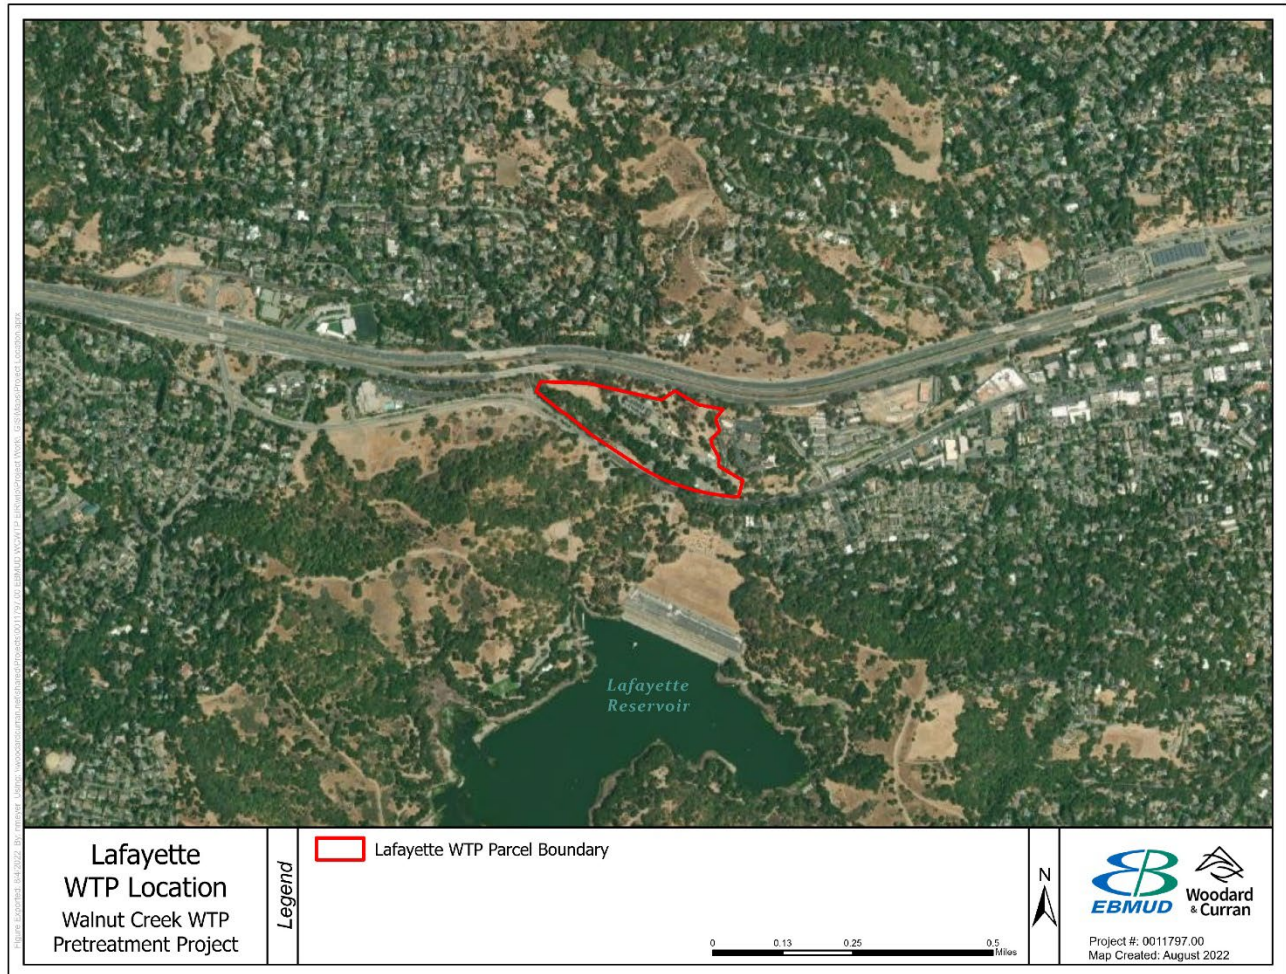 Lafayette
Reservoir
Lafayette
WTP Location
Walnut Creek WTP
Pretreatment Project
Legend
Lafayette WTP Parcel Boundary
0 0.13 0.25 0.5
Miles
N
EBMUD
Woodard
& Curran
Project #: 0011797.00
Map Created: August 2022